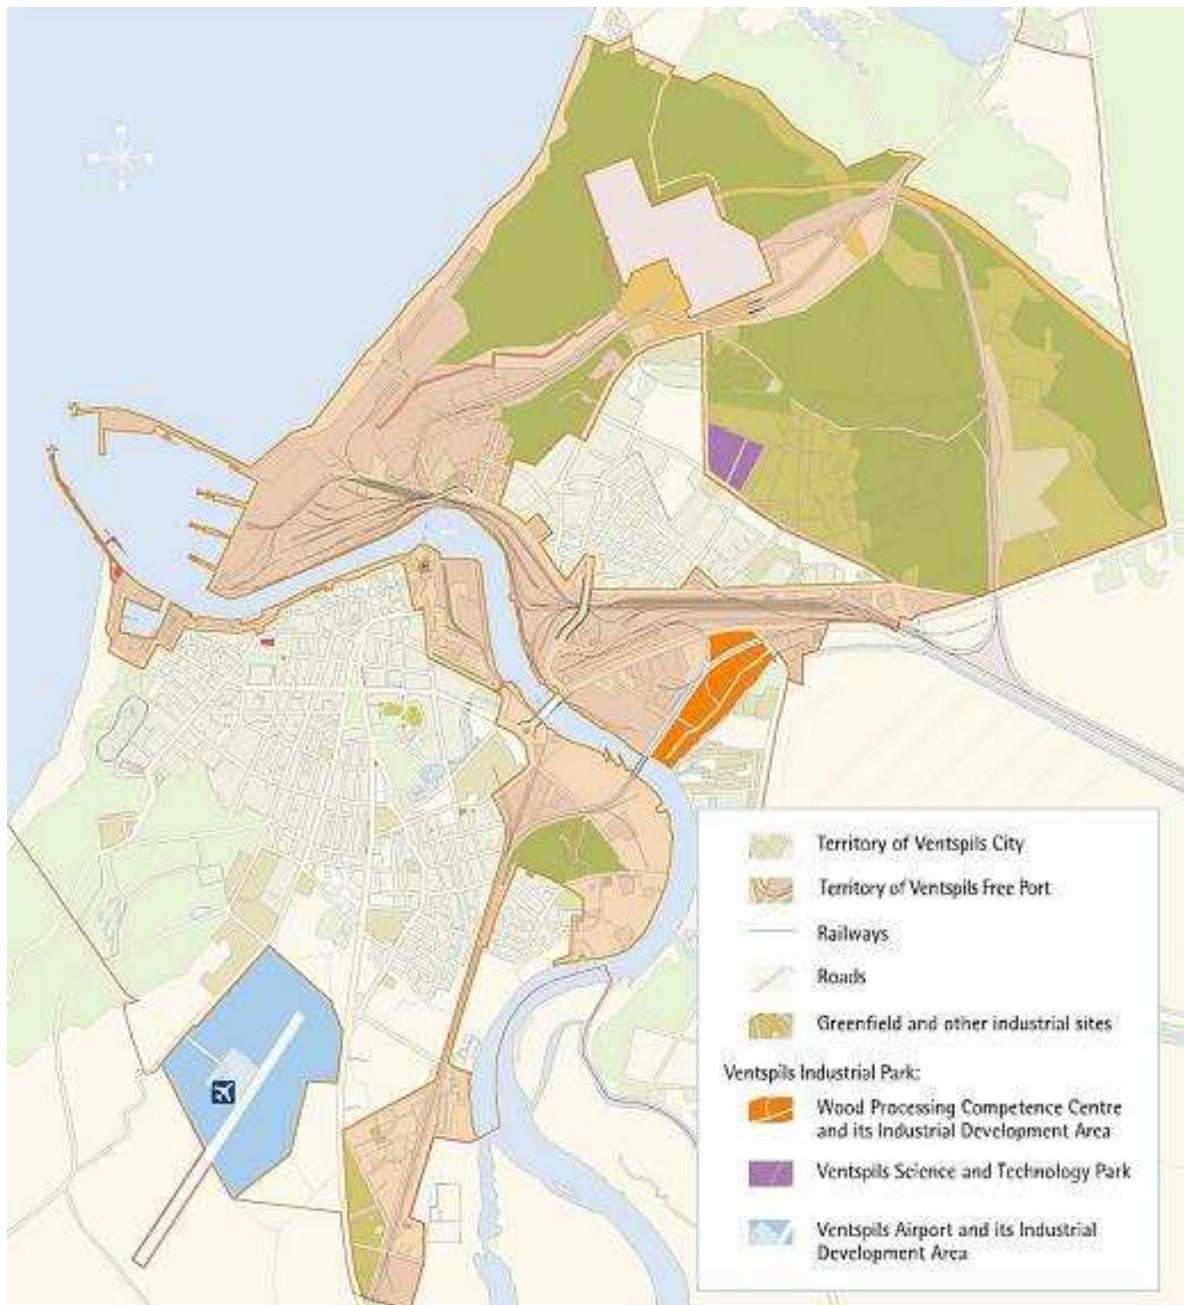 Territory of Ventspils City
Territory of Ventspils Free Port
Railways
Roads
Greenfield and other industrial sites
Ventspils Industrial Park:
Wood Processing Competence Centre
and its Industrial Development Area
Ventspils Science and Technology Park
Ventspils Airport and its Industrial
Development Area